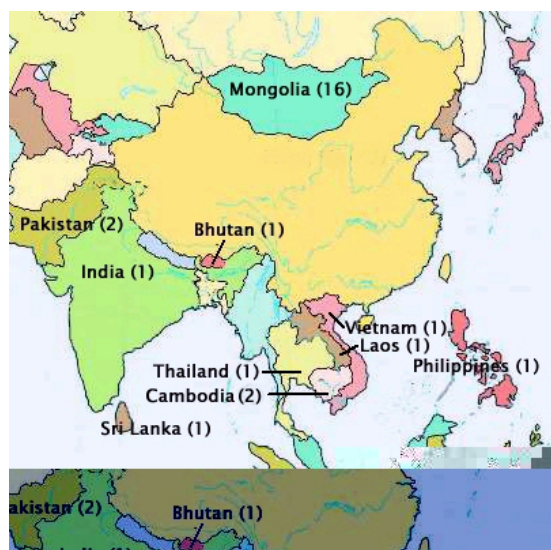 Mongolia (16)
Pakistan (2)
Bhutan (1)
India (1)
Vietnam (1)
Laos (1)
Thailand (1)
Philippines (1)
Cambodia (2)
Sri Lanka (1)
akistan (2)
Bhutan (1)